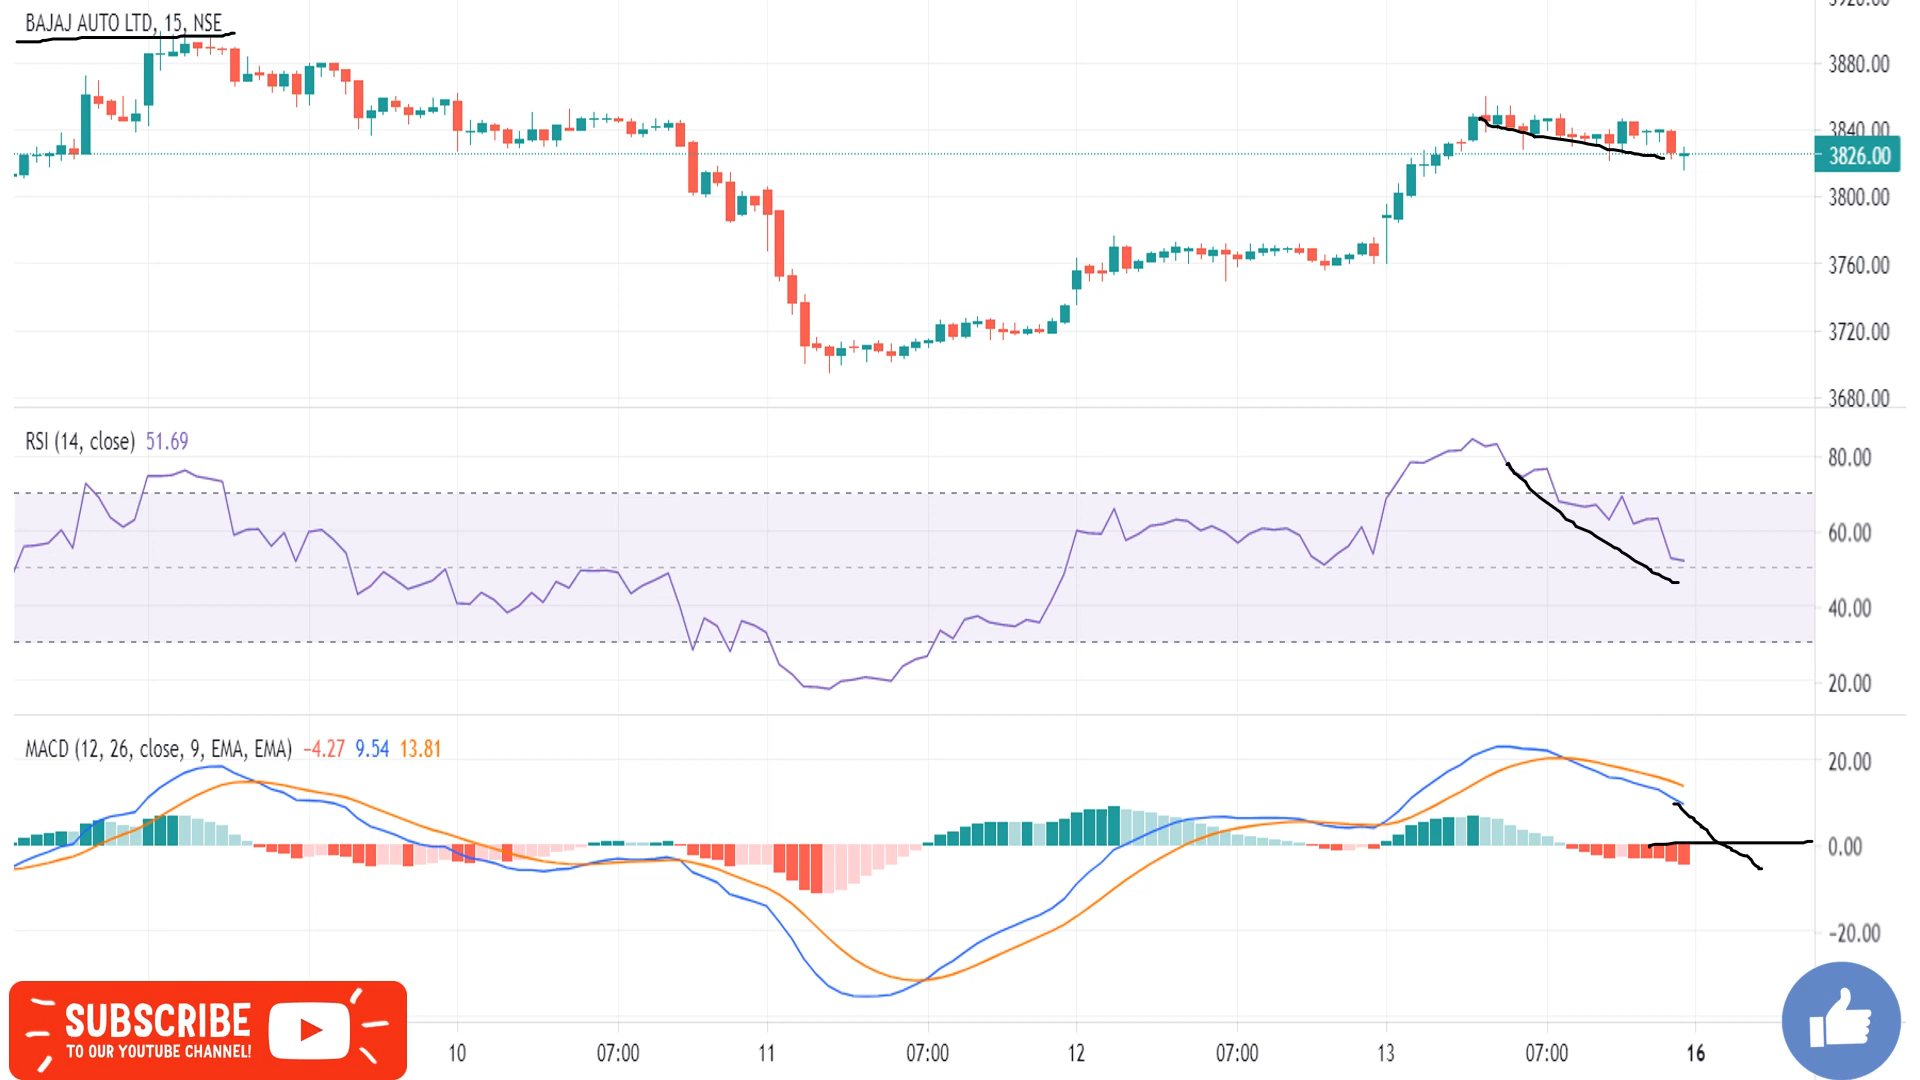 BAJAJ AUTO LTD, 15, NSE
3920.00
3880.00
3840.00
3826.00
3800.00
3760.00
3720.00
3680.00
RSI (14, close) 51.69
80.00
60.00
40.00
20.00
MACD (12, 26, close, 9, EMA, EMA) −4.27 9.54 13.81
20.00
0.00
−20.00
SUBSCRIBE
TO OUR YOUTUBE CHANNEL!
10 07:00 11 07:00 12 07:00 13 07:00 16